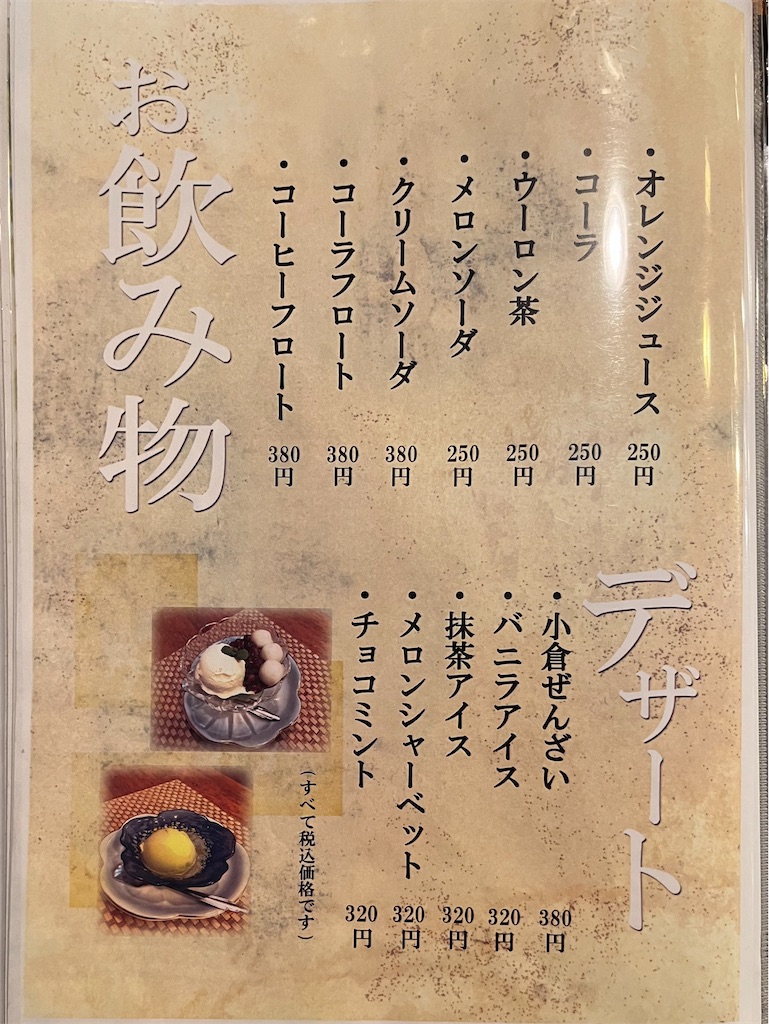 お飲み物
・オレンジジュース 250円
・コーラ 250円
・ウーロン茶 250円
・メロンソーダ 250円
・クリームソーダ 380円
・コーラフロート 380円
・コーヒーフロート 380円
デザート
・小倉ぜんざい 380円
・バニラアイス 320円
・抹茶アイス 320円
・メロンシャーベット 320円
・チョコミント 320円
(すべて税込価格です)